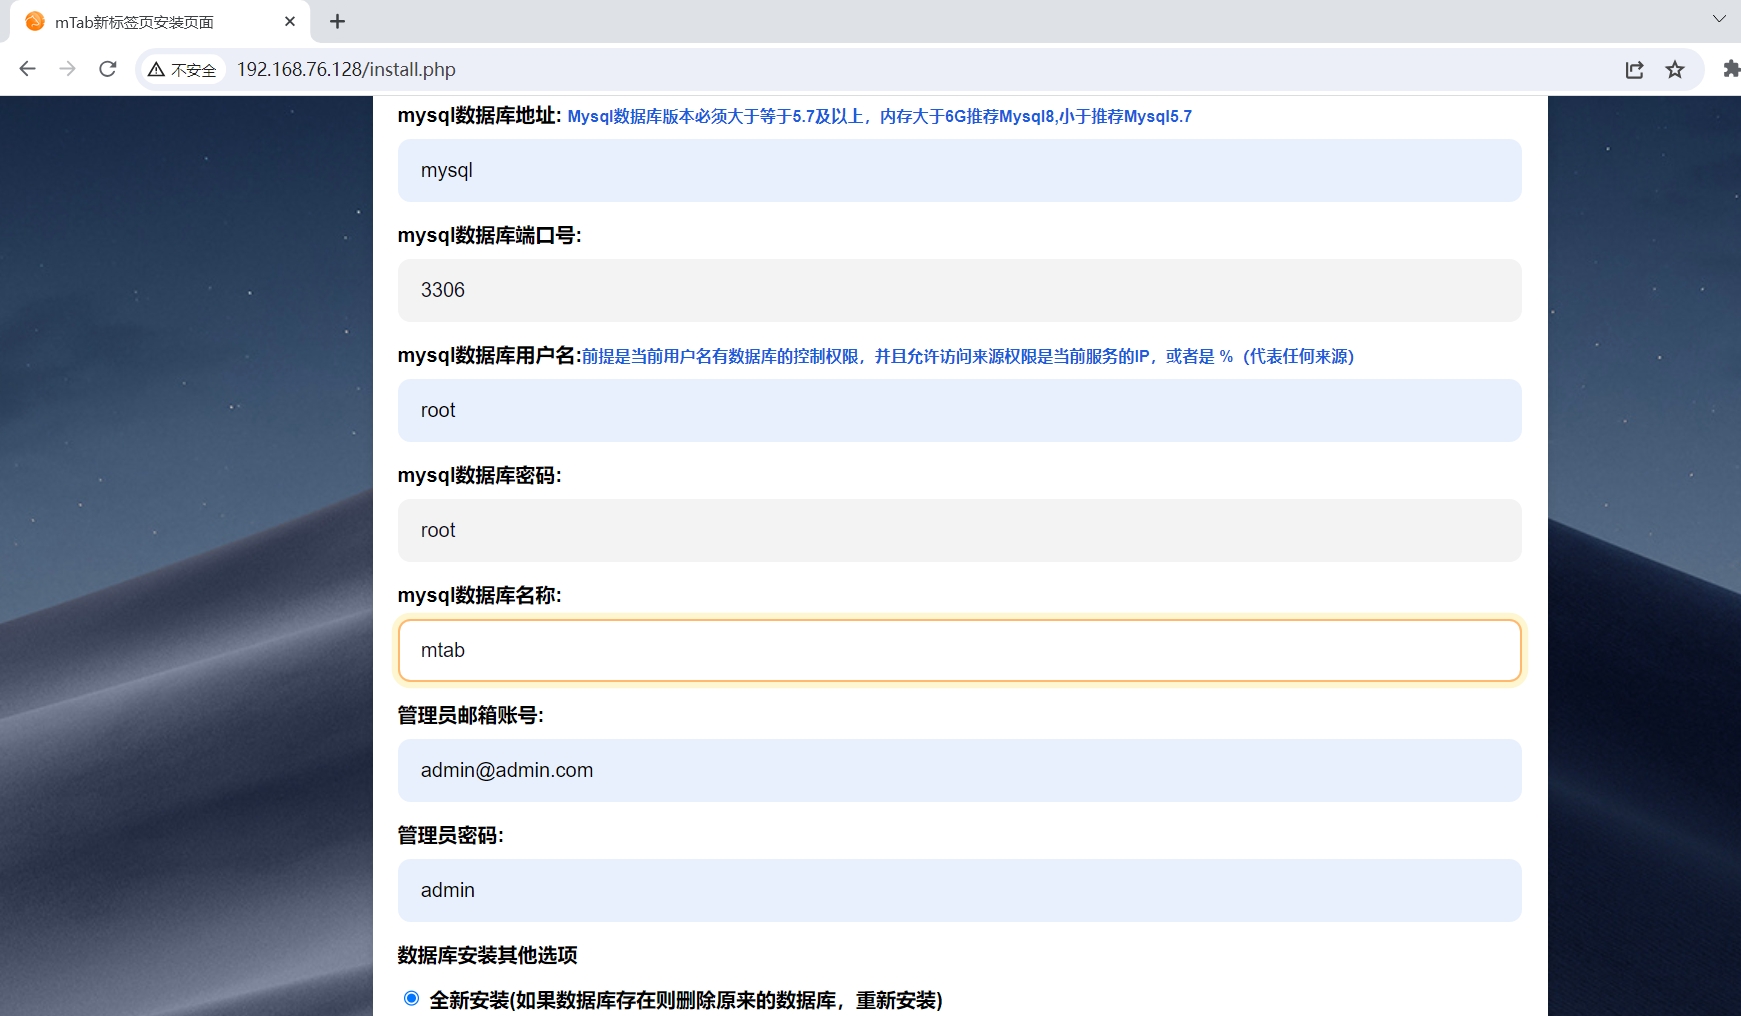 mTab新标签页安装页面
不安全 192.168.76.128/install.php
mysql数据库地址: Mysql数据库版本必须大于等于5.7及以上，内存大于6G推荐Mysql8,小于推荐Mysql5.7
mysql
mysql数据库端口号:
3306
mysql数据库用户名:前提是当前用户名有数据库的控制权限，并且允许访问来源权限是当前服务的IP，或者是 %（代表任何来源）
root
mysql数据库密码:
root
mysql数据库名称:
mtab
管理员邮箱账号:
admin@admin.com
管理员密码:
admin
数据库安装其他选项
全新安装(如果数据库存在则删除原来的数据库，重新安装)